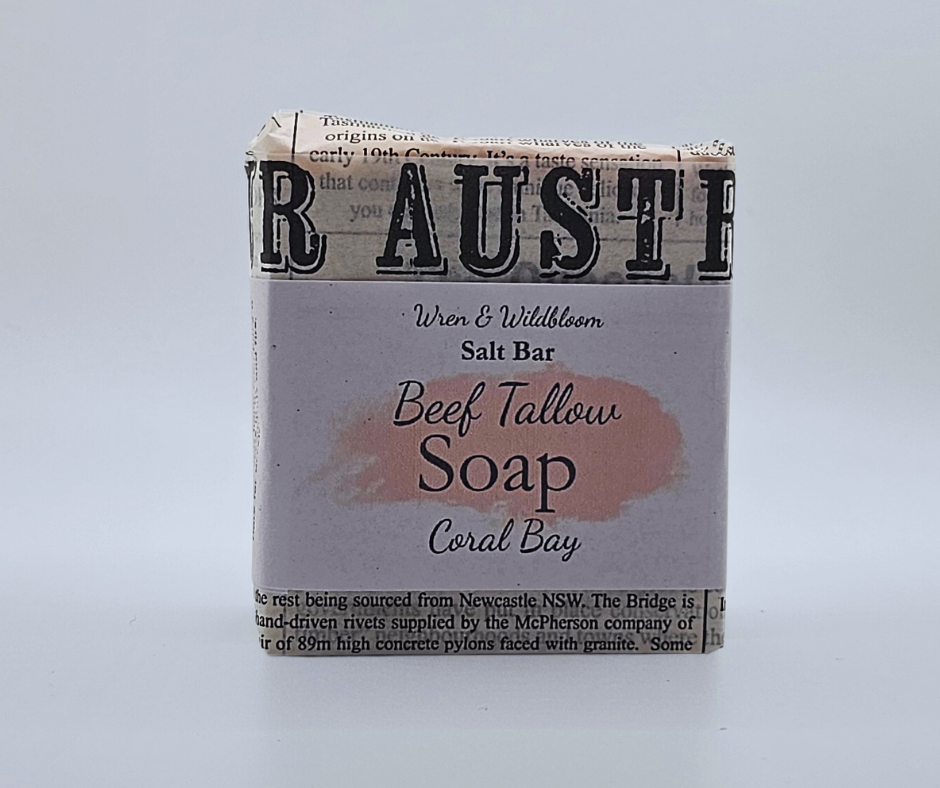 origins on
early 19th Century. It's a taste sensation
that
you
R AUSTR
Wren & Wildbloom
Salt Bar
Beef Tallow
Soap
Coral Bay
he rest being sourced from Newcastle NSW. The Bridge is
hand-driven rivets supplied by the McPherson company of
ir of 89m high concrete pylons faced with granite. Some